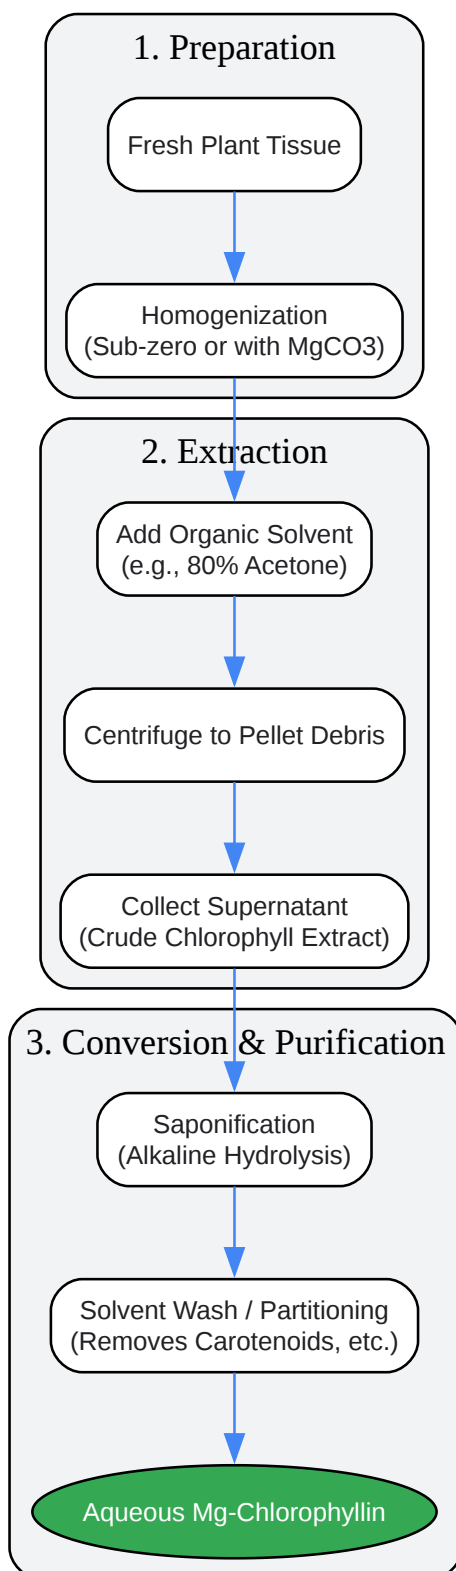 1. Preparation
Fresh Plant Tissue
Homogenization
(Sub-zero or with MgCO3)
2. Extraction
Add Organic Solvent
(e.g., 80% Acetone)
Centrifuge to Pellet Debris
Collect Supernatant
(Crude Chlorophyll Extract)
3. Conversion & Purification
Saponification
(Alkaline Hydrolysis)
Solvent Wash / Partitioning
(Removes Carotenoids, etc.)
Aqueous Mg-Chlorophyllin